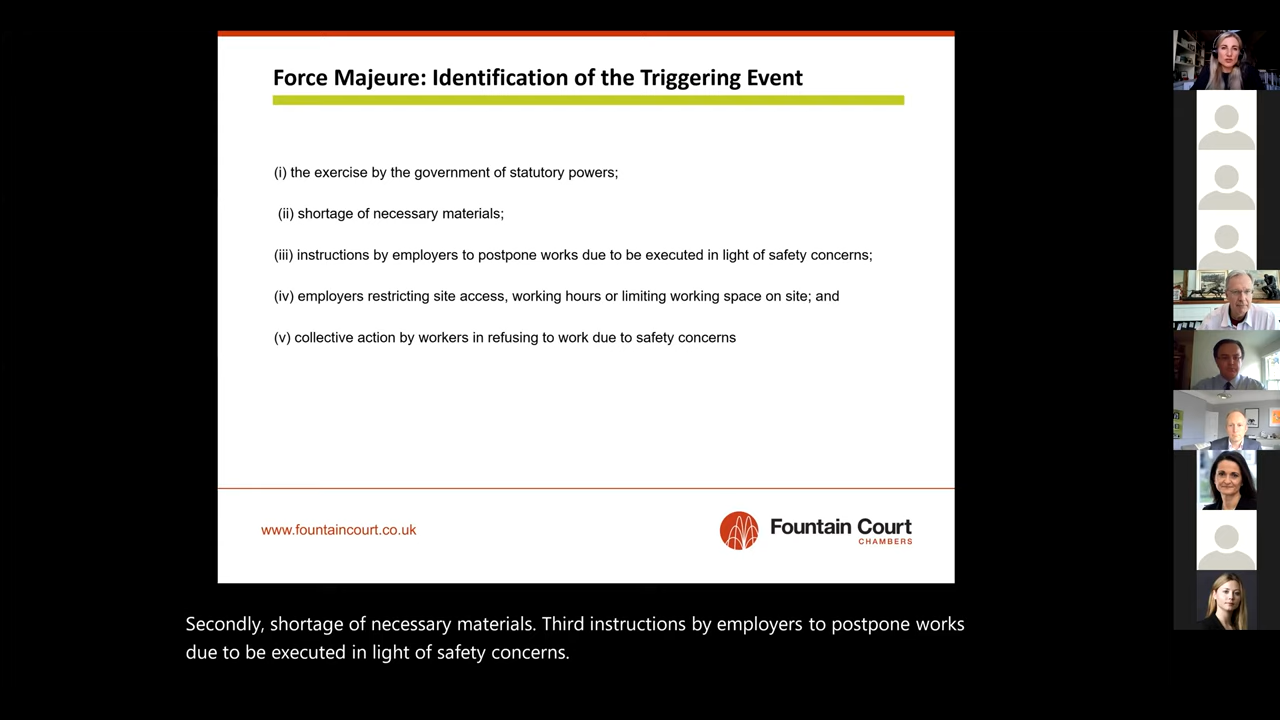 Force Majeure: Identification of the Triggering Event
(i) the exercise by the government of statutory powers;
(ii) shortage of necessary materials;
(iii) instructions by employers to postpone works due to be executed in light of safety concerns;
(iv) employers restricting site access, working hours or limiting working space on site; and
(v) collective action by workers in refusing to work due to safety concerns
www.fountaincourt.co.uk
Fountain Court
CHAMBERS
Secondly, shortage of necessary materials. Third instructions by employers to postpone works
due to be executed in light of safety concerns.